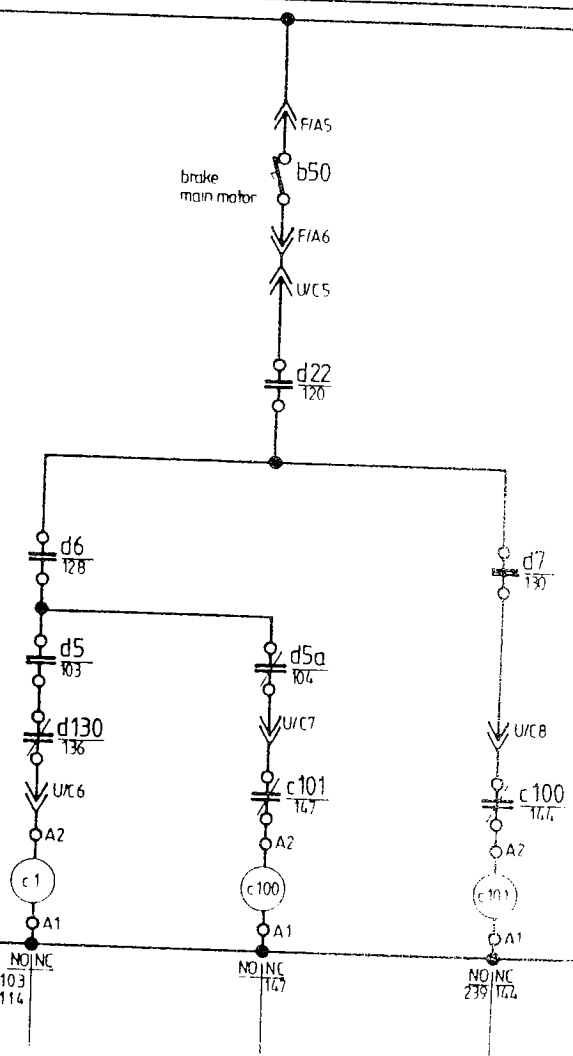 F/A5
b50
brake
main motor
F/A6
U/C5
d22
120
d6
128
d7
130
d5
103
d5a
104
d130
136
U/C7
U/C8
U/C6
c101
147
c100
144
A2
A2
A2
c1
c100
c101
A1
A1
A1
NO NC
103
114
NO NC
147
NO NC
239 144